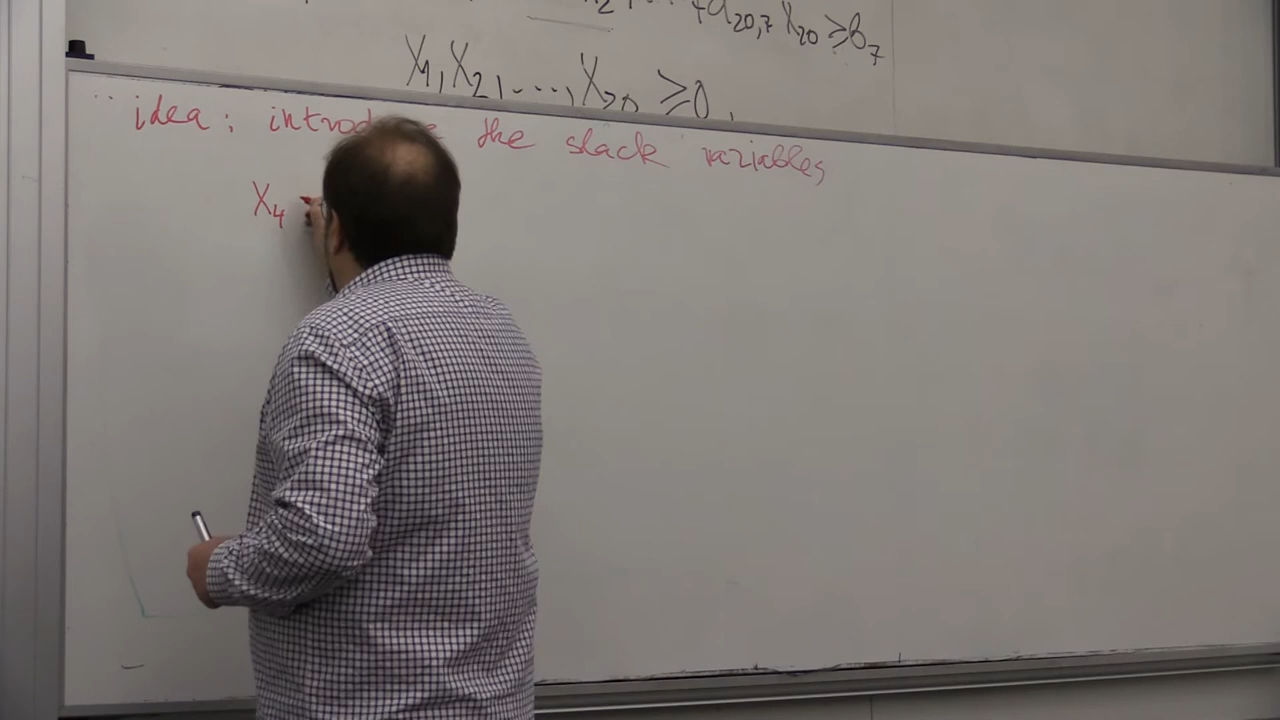 +a₂₀,₇ X₂₀ ≥ b₇
X₁, X₂, ..., X₂₀ ≥ 0.
idea: introduce the slack variables
X₄